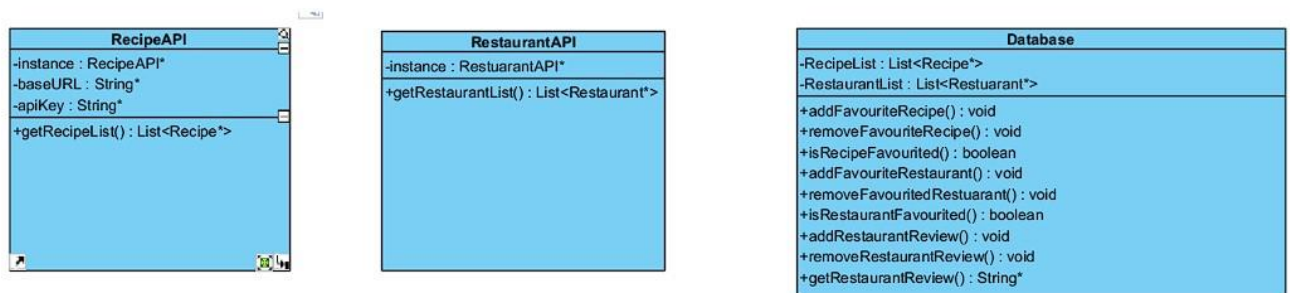 RecipeAPI
-instance : RecipeAPI*
-baseURL : String*
-apiKey : String*
+getRecipeList() : List<Recipe*>
RestaurantAPI
-instance : RestuarantAPI*
+getRestaurantList() : List<Restaurant*>
Database
-RecipeList : List<Recipe*>
-RestaurantList : List<Restuarant*>
+addFavouriteRecipe() : void
+removeFavouriteRecipe() : void
+isRecipeFavourited() : boolean
+addFavouriteRestaurant() : void
+removeFavouritedRestuarant() : void
+isRestaurantFavourited() : boolean
+addRestaurantReview() : void
+removeRestaurantReview() : void
+getRestaurantReview() : String*